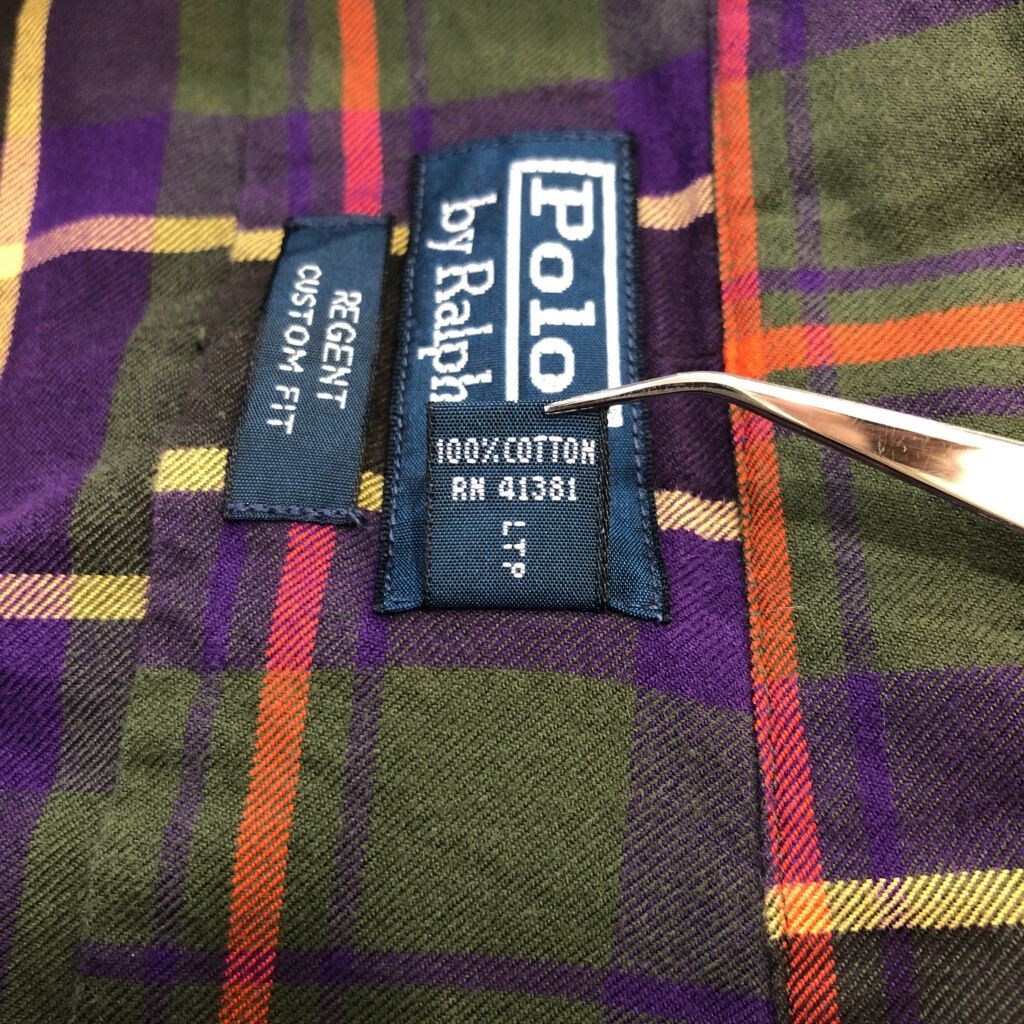 Polo
by Ralph
REGENT
CUSTOM FIT
100% COTTON
RN 41381
LTP